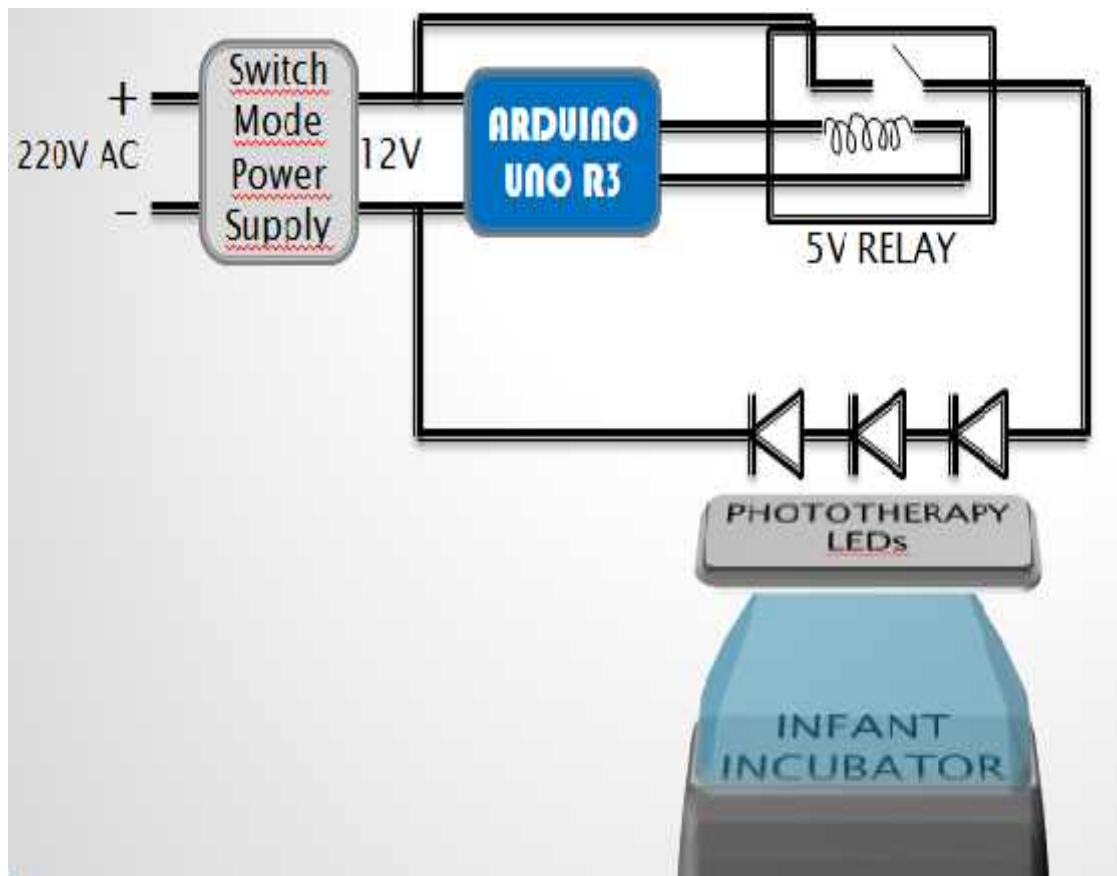 +
220V AC
–
Switch
Mode
Power
Supply
12V
ARDUINO
UNO R3
5V RELAY
PHOTOTHERAPY
LEDs
INFANT
INCUBATOR